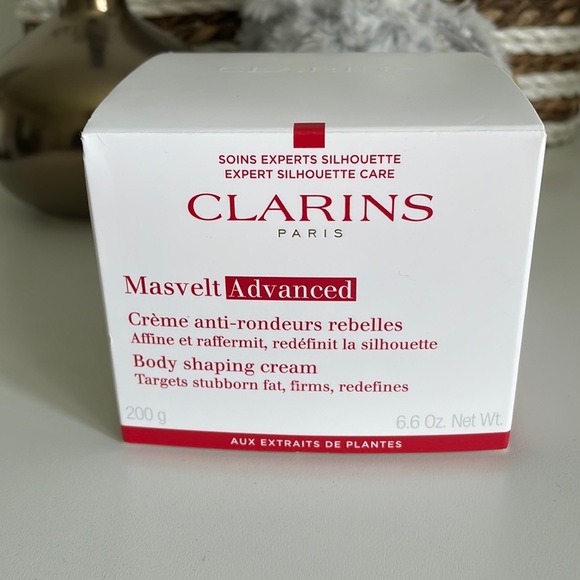 CLARINS
SOINS EXPERTS SILHOUETTE
EXPERT SILHOUETTE CARE
CLARINS
PARIS
Masvelt Advanced
Crème anti-rondeurs rebelles
Affine et raffermit, redéfinit la silhouette
Body shaping cream
Targets stubborn fat, firms, redefines
200 g 6.6 Oz. Net Wt.
AUX EXTRAITS DE PLANTES